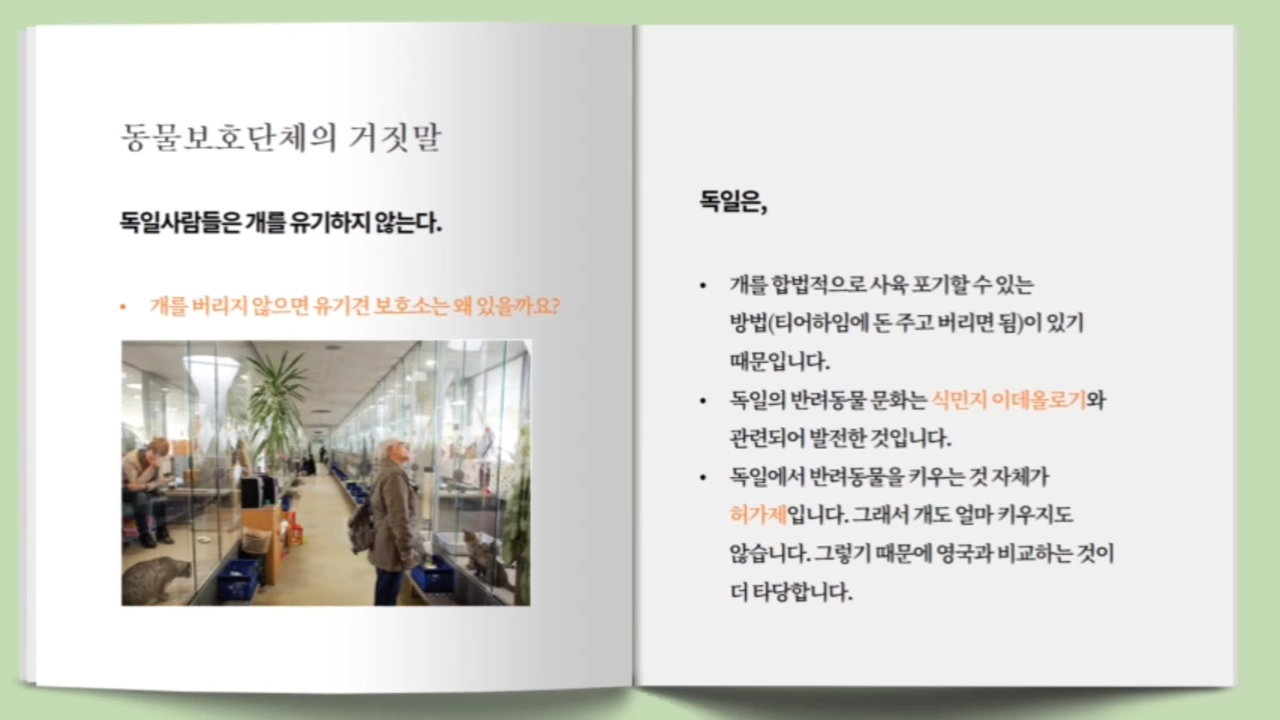 동물보호단체의 거짓말
독일사람들은 개를 유기하지 않는다.
• 개를 버리지 않으면 유기견 보호소는 왜 있을까요?
독일은,
• 개를 합법적으로 사육 포기할 수 있는
방법(티어하임에 돈 주고 버리면 됨)이 있기
때문입니다.
• 독일의 반려동물 문화는 식민지 이데올로기와
관련되어 발전한 것입니다.
• 독일에서 반려동물을 키우는 것 자체가
허가제입니다. 그래서 개도 얼마 키우지도
않습니다. 그렇기 때문에 영국과 비교하는 것이
더 타당합니다.